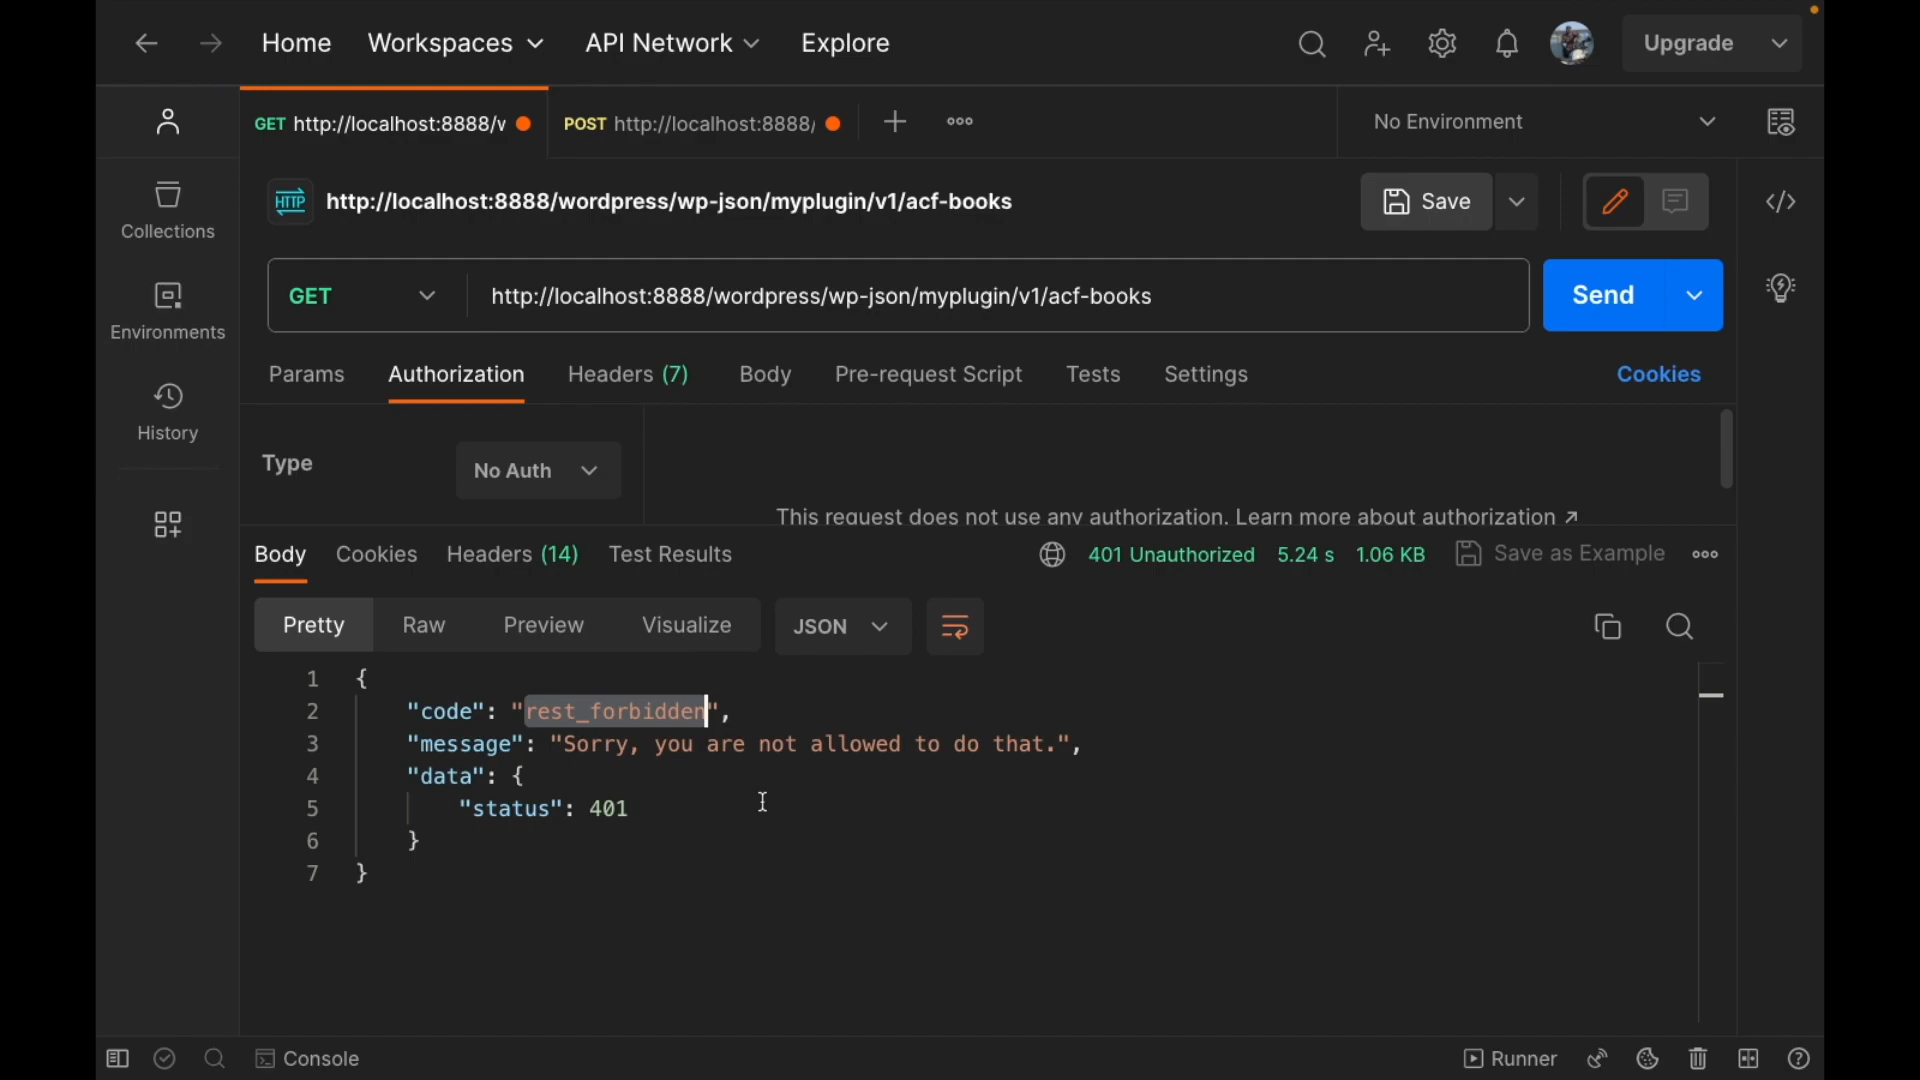 Home Workspaces API Network Explore Upgrade
GET http://localhost:8888/v POST http://localhost:8888/ No Environment
HTTP http://localhost:8888/wordpress/wp-json/myplugin/v1/acf-books Save
GET http://localhost:8888/wordpress/wp-json/myplugin/v1/acf-books Send
Params Authorization Headers (7) Body Pre-request Script Tests Settings Cookies
Collections
Environments
History
Type No Auth
This request does not use any authorization. Learn more about authorization ↗
Body Cookies Headers (14) Test Results 401 Unauthorized 5.24 s 1.06 KB Save as Example
Pretty Raw Preview Visualize JSON
1 {
2 "code": "rest_forbidden",
3 "message": "Sorry, you are not allowed to do that.",
4 "data": {
5 "status": 401
6 }
7 }
Console Runner